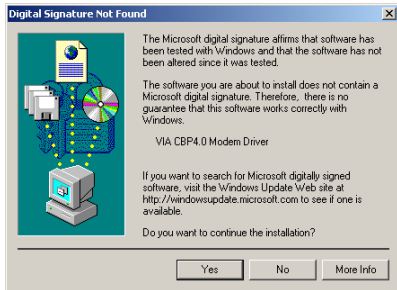 Digital Signature Not Found
The Microsoft digital signature affirms that software has
been tested with Windows and that the software has not
been altered since it was tested.
The software you are about to install does not contain a
Microsoft digital signature. Therefore, there is no
guarantee that this software works correctly with
Windows.
VIA CBP4.0 Modem Driver
If you want to search for Microsoft digitally signed
software, visit the Windows Update Web site at
http://windowsupdate.microsoft.com to see if one is
available.
Do you want to continue the installation?
Yes No More Info